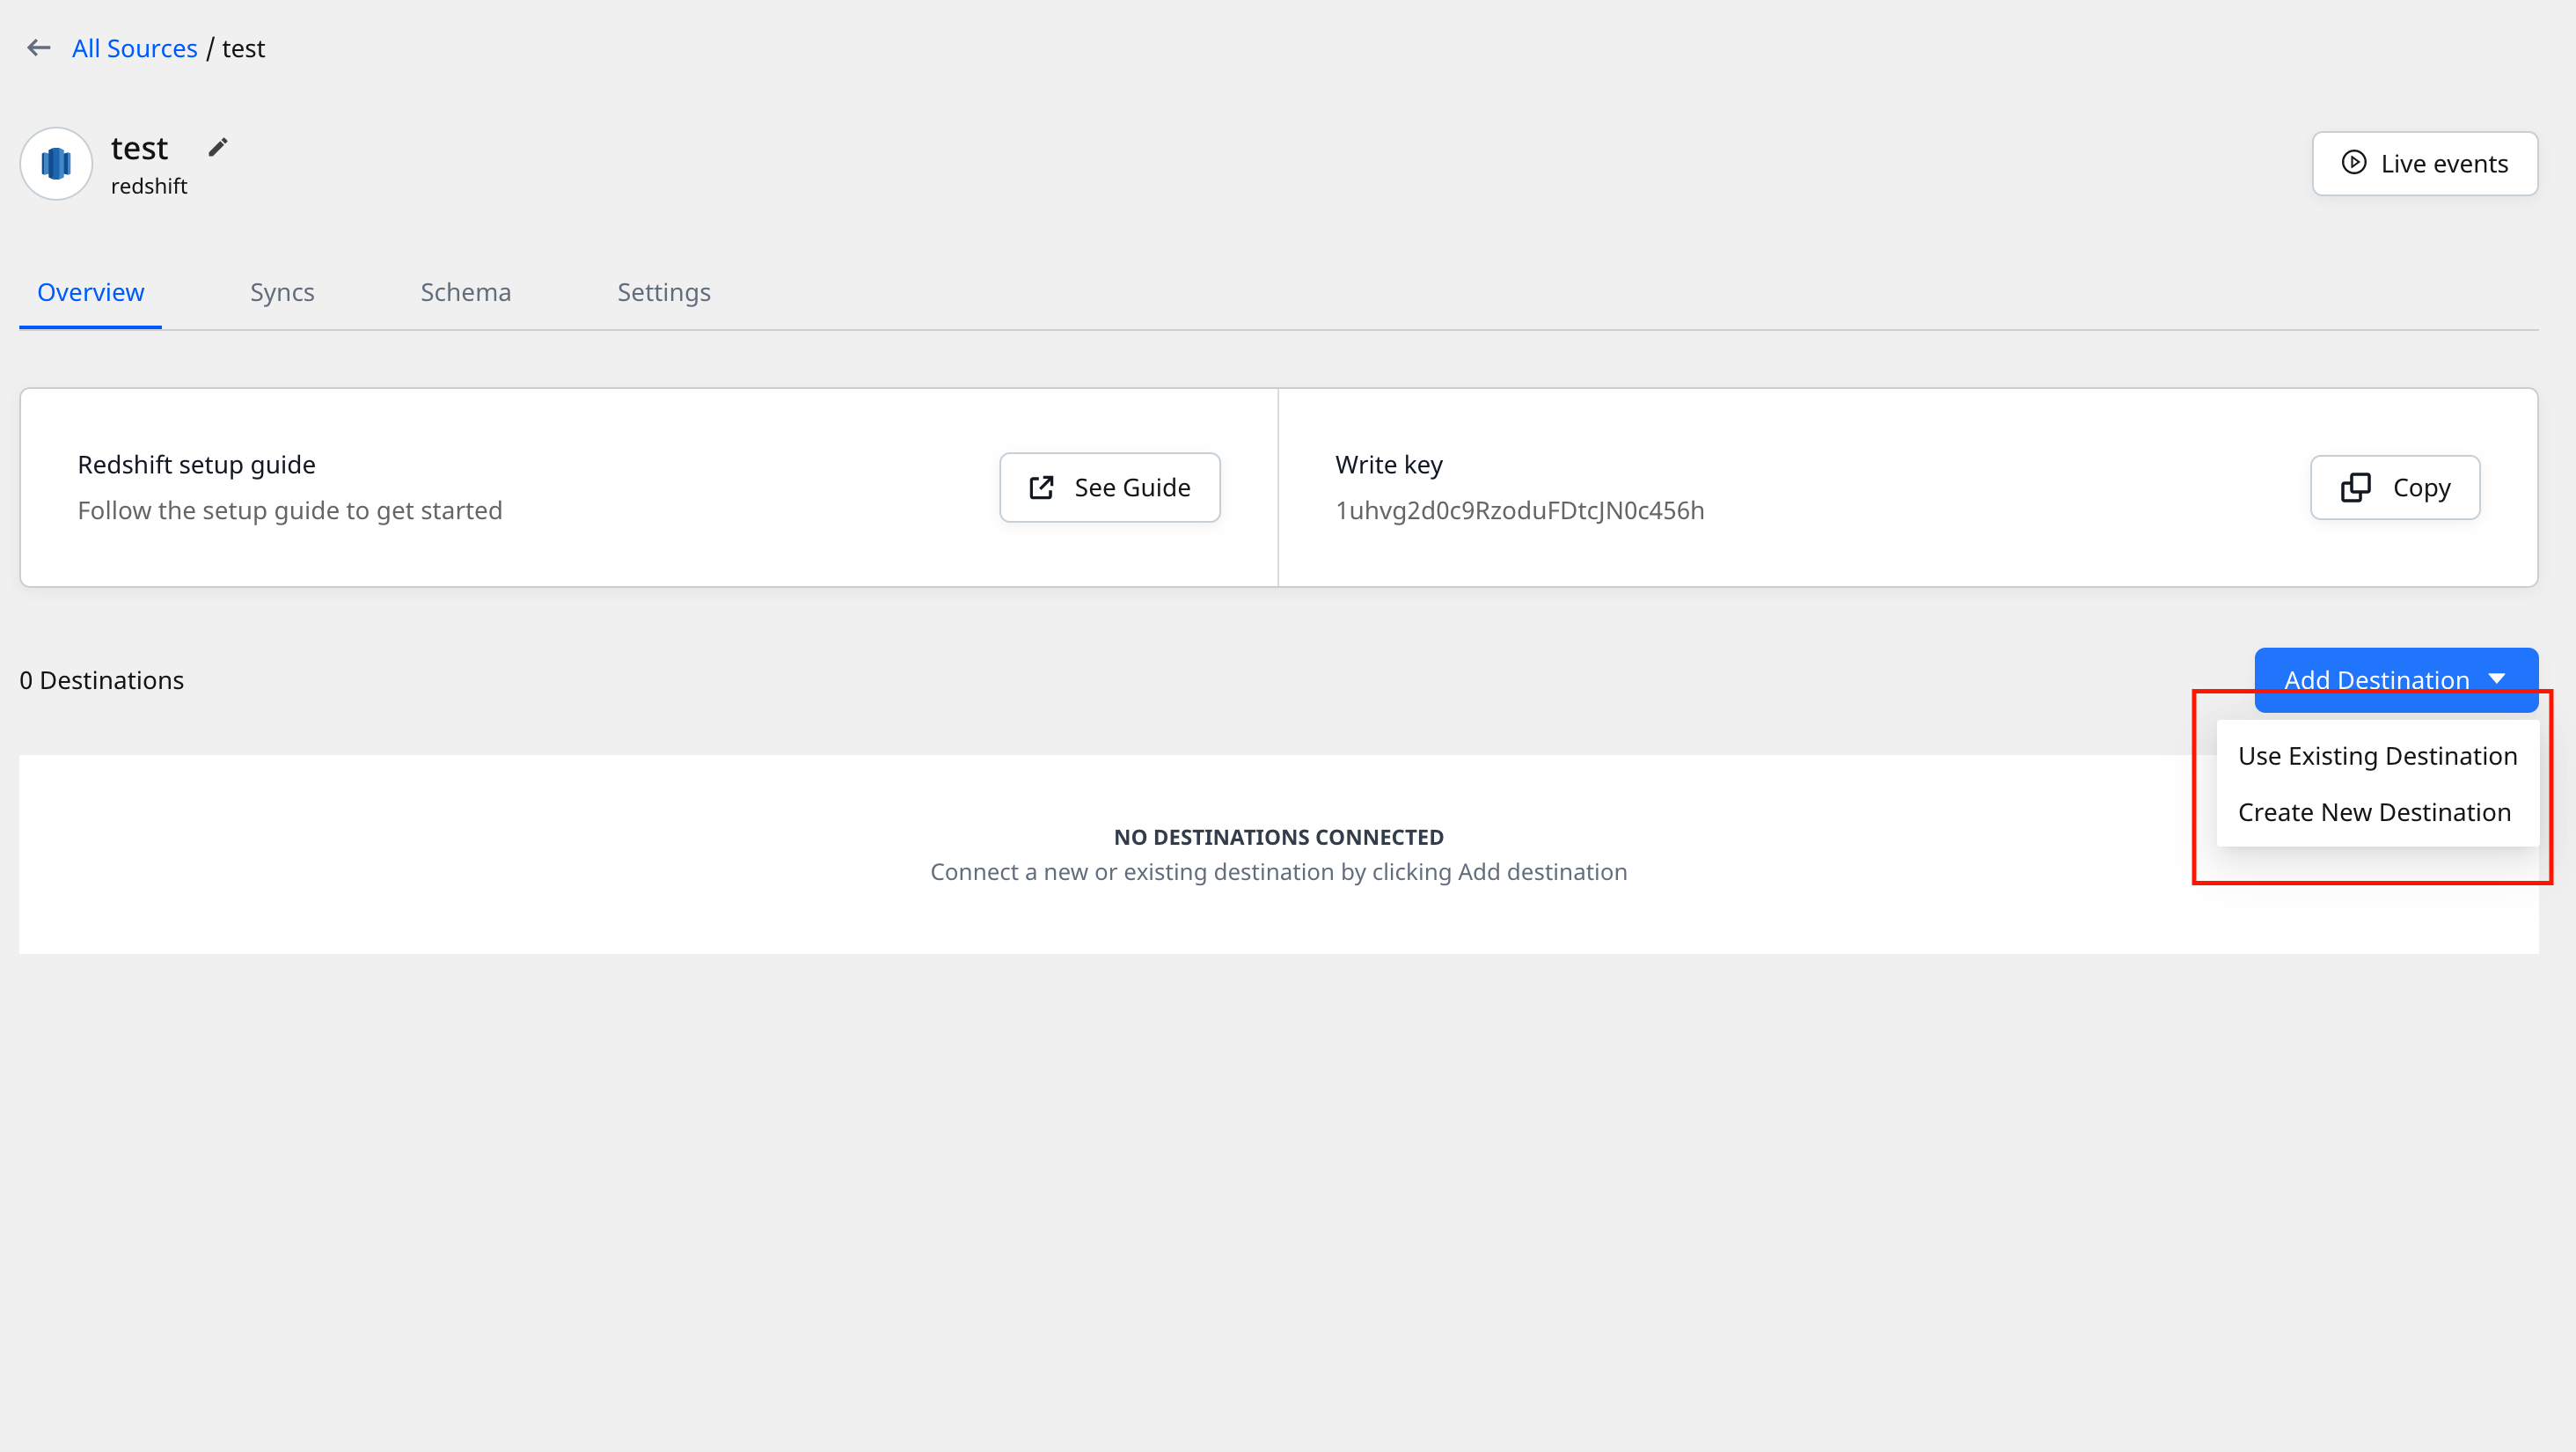 All Sources / test
test
redshift
Live events
Overview Syncs Schema Settings
Redshift setup guide
Follow the setup guide to get started
See Guide
Write key
1uhvg2d0c9RzoduFDtcJN0c456h
Copy
0 Destinations
Add Destination
Use Existing Destination
Create New Destination
NO DESTINATIONS CONNECTED
Connect a new or existing destination by clicking Add destination